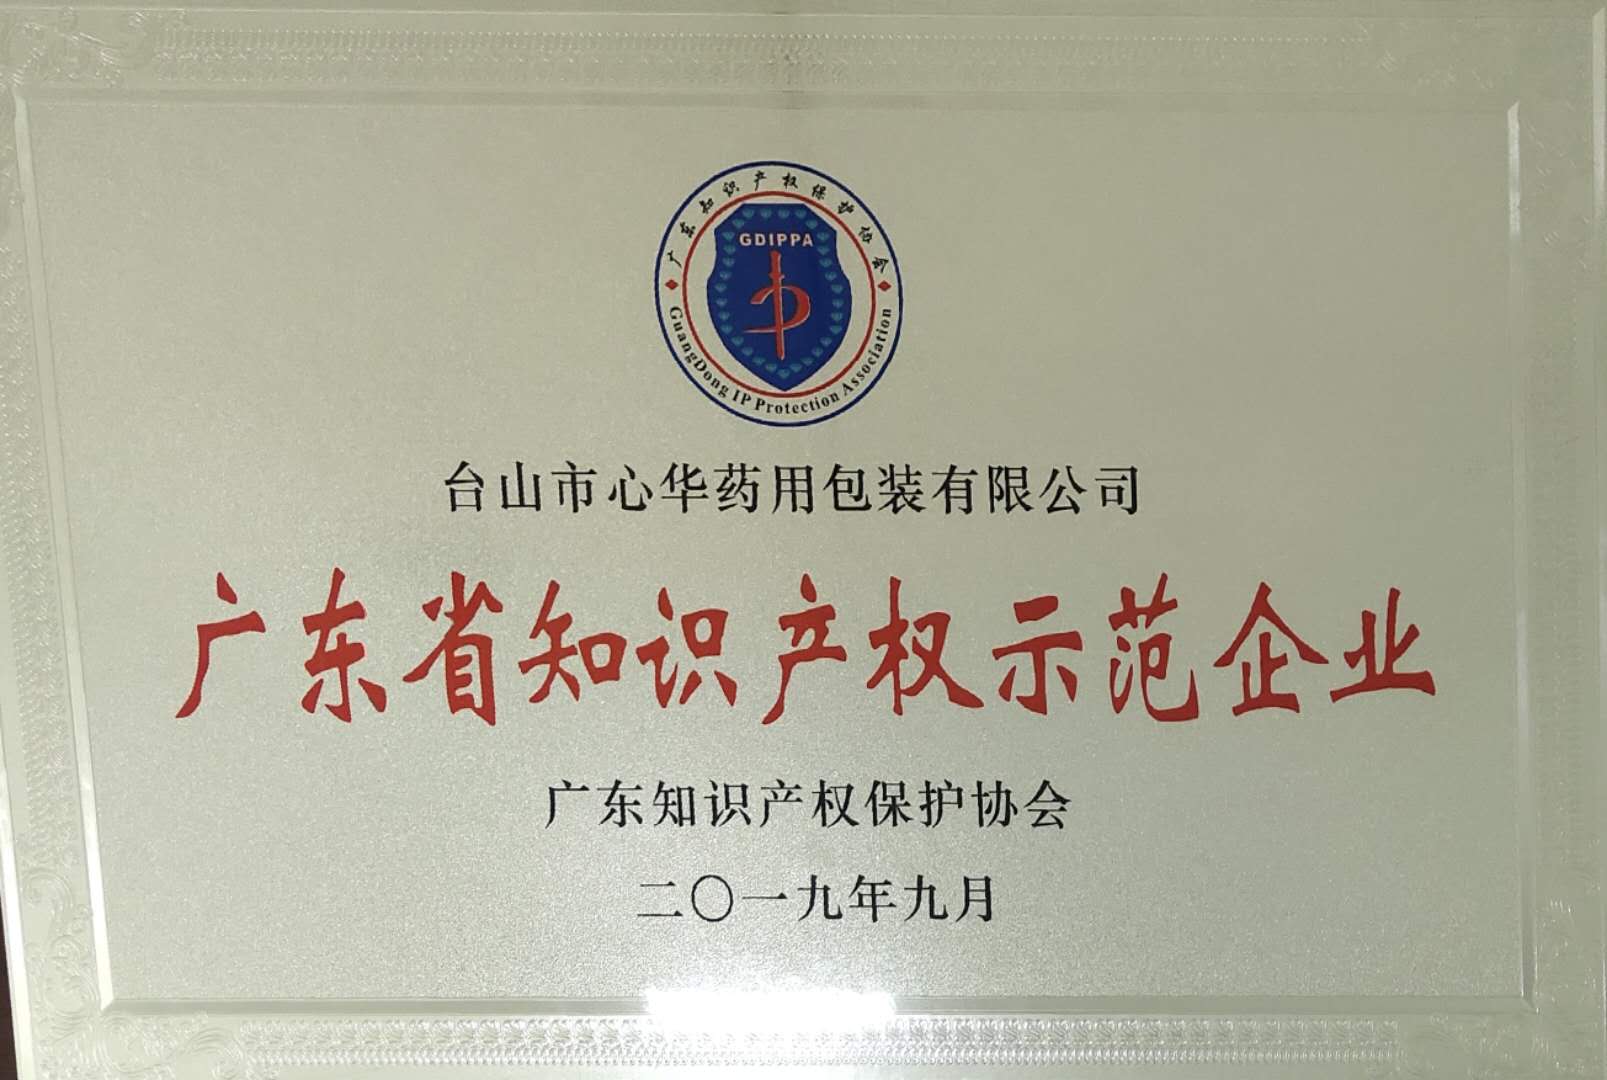 广东知识产权保护协会
GDIPPA
GuangDong IP Protection Association
台山市心华药用包装有限公司
广东省知识产权示范企业
广东知识产权保护协会
二〇一九年九月